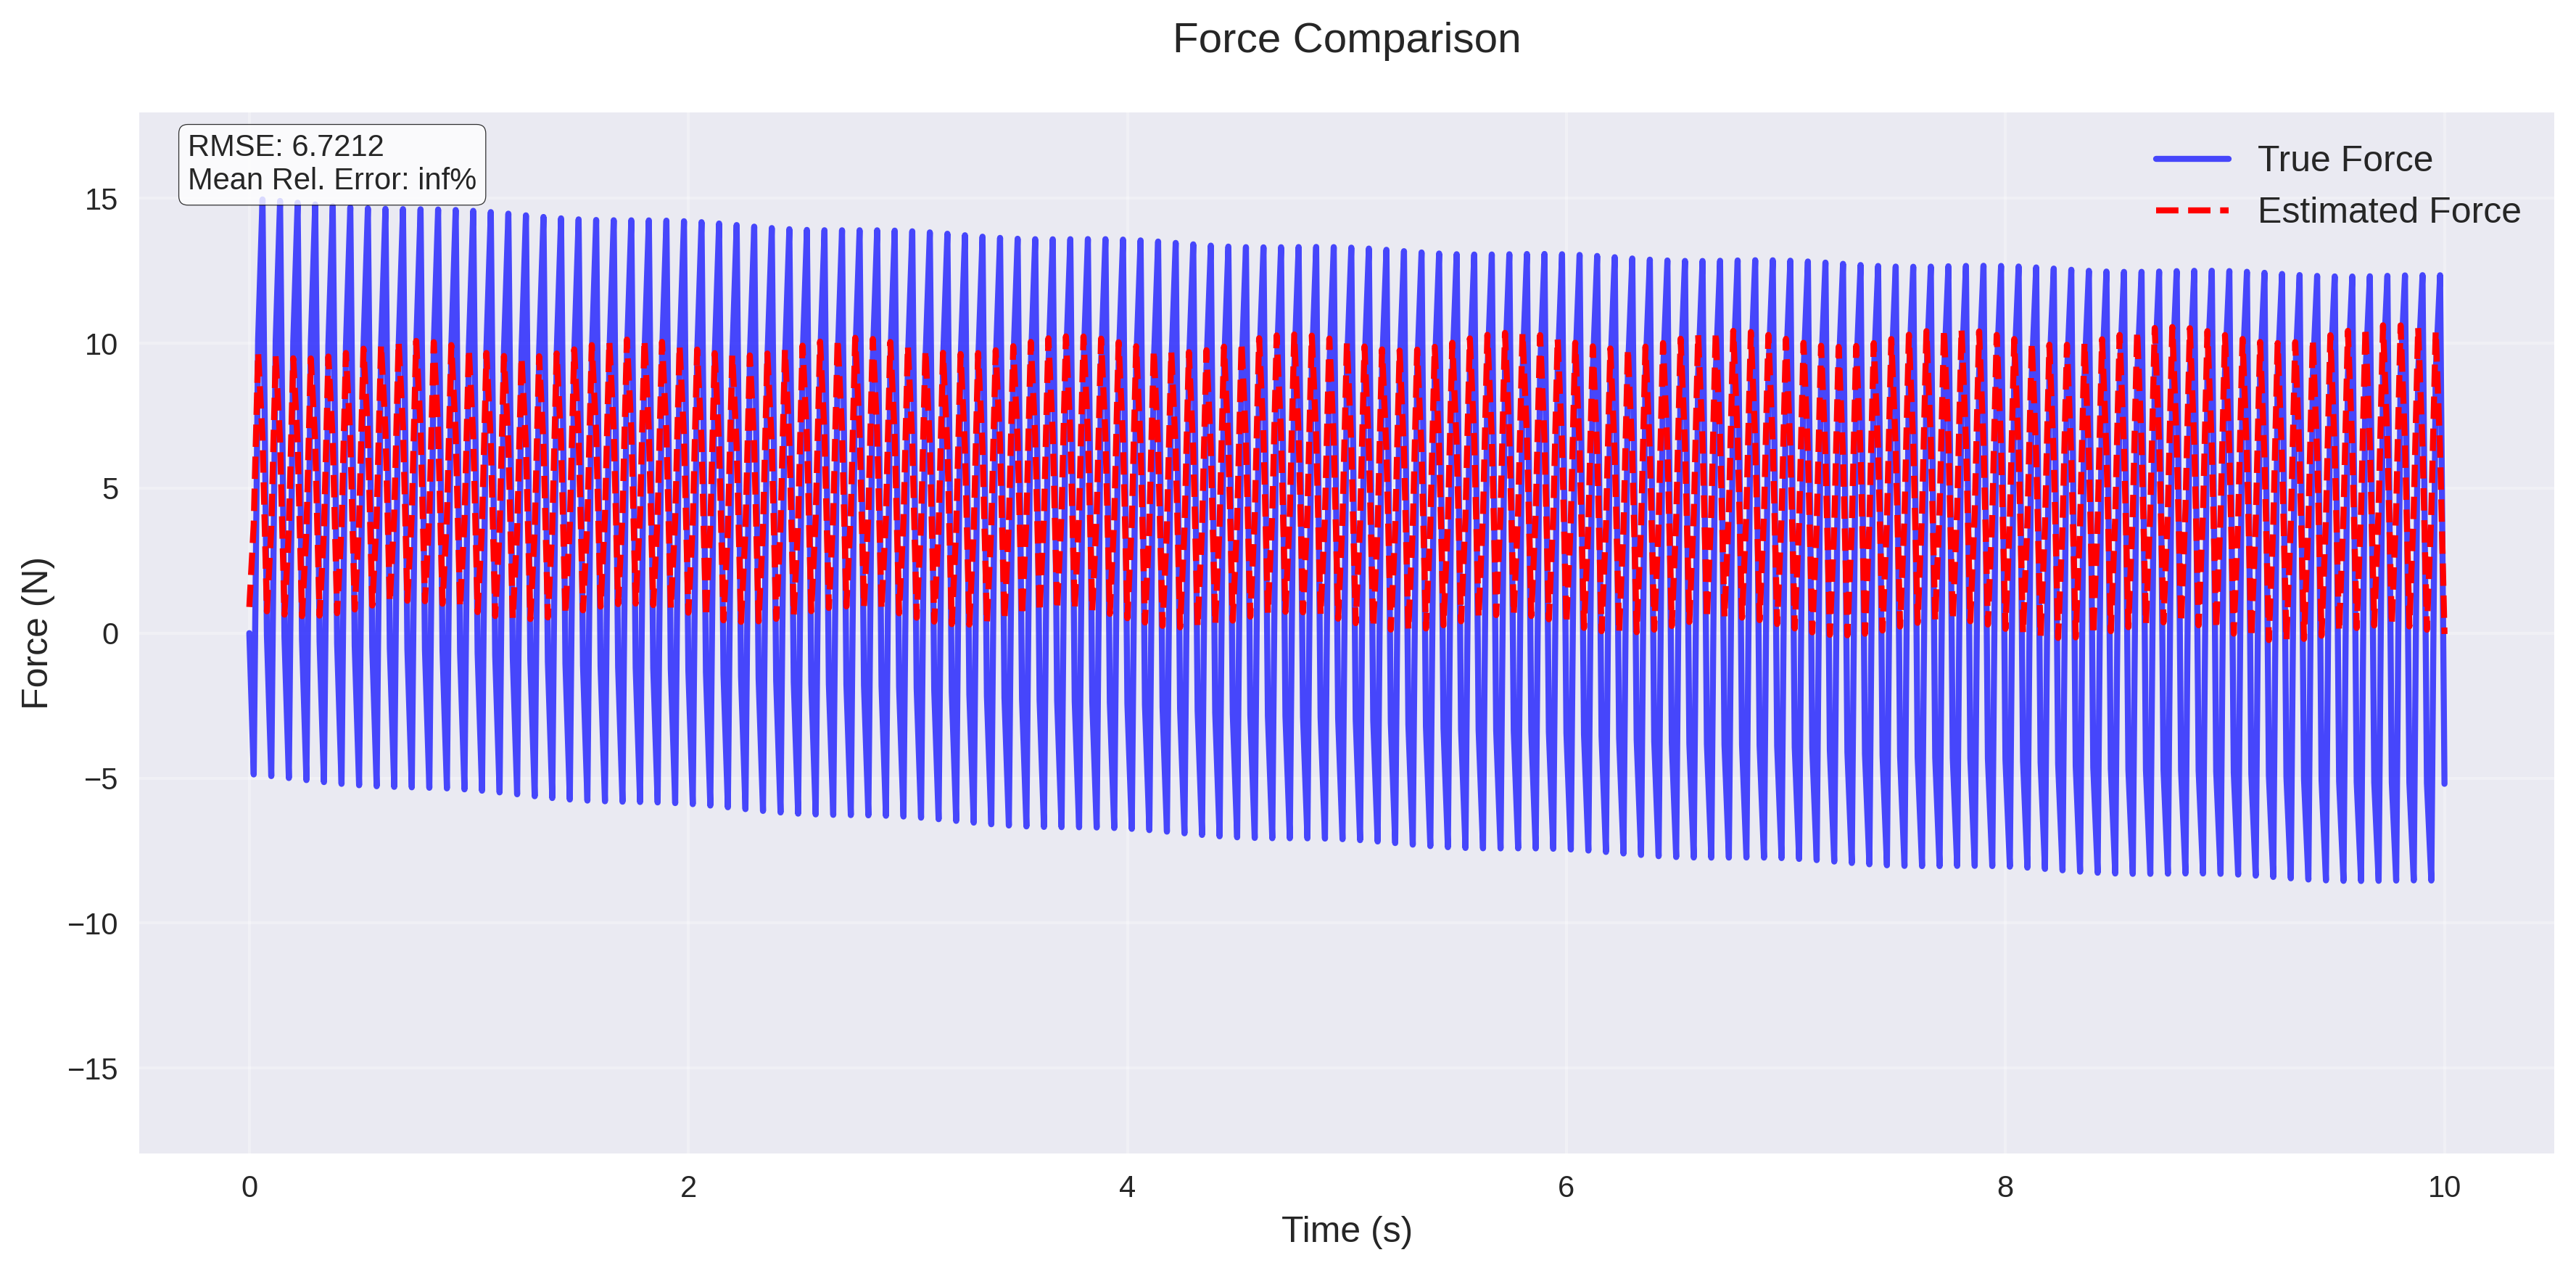 Force Comparison
RMSE: 6.7212
Mean Rel. Error: inf%
True Force
Estimated Force
15
10
5
0
−5
−10
−15
Force (N)
0
2
4
6
8
10
Time (s)